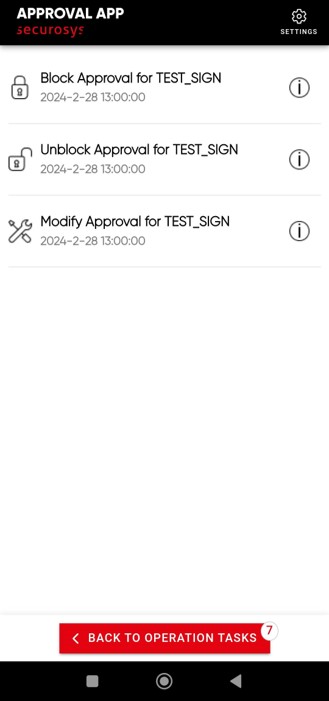 APPROVAL APP
securosys
SETTINGS
Block Approval for TEST_SIGN
2024-2-28 13:00:00
Unblock Approval for TEST_SIGN
2024-2-28 13:00:00
Modify Approval for TEST_SIGN
2024-2-28 13:00:00
BACK TO OPERATION TASKS
7